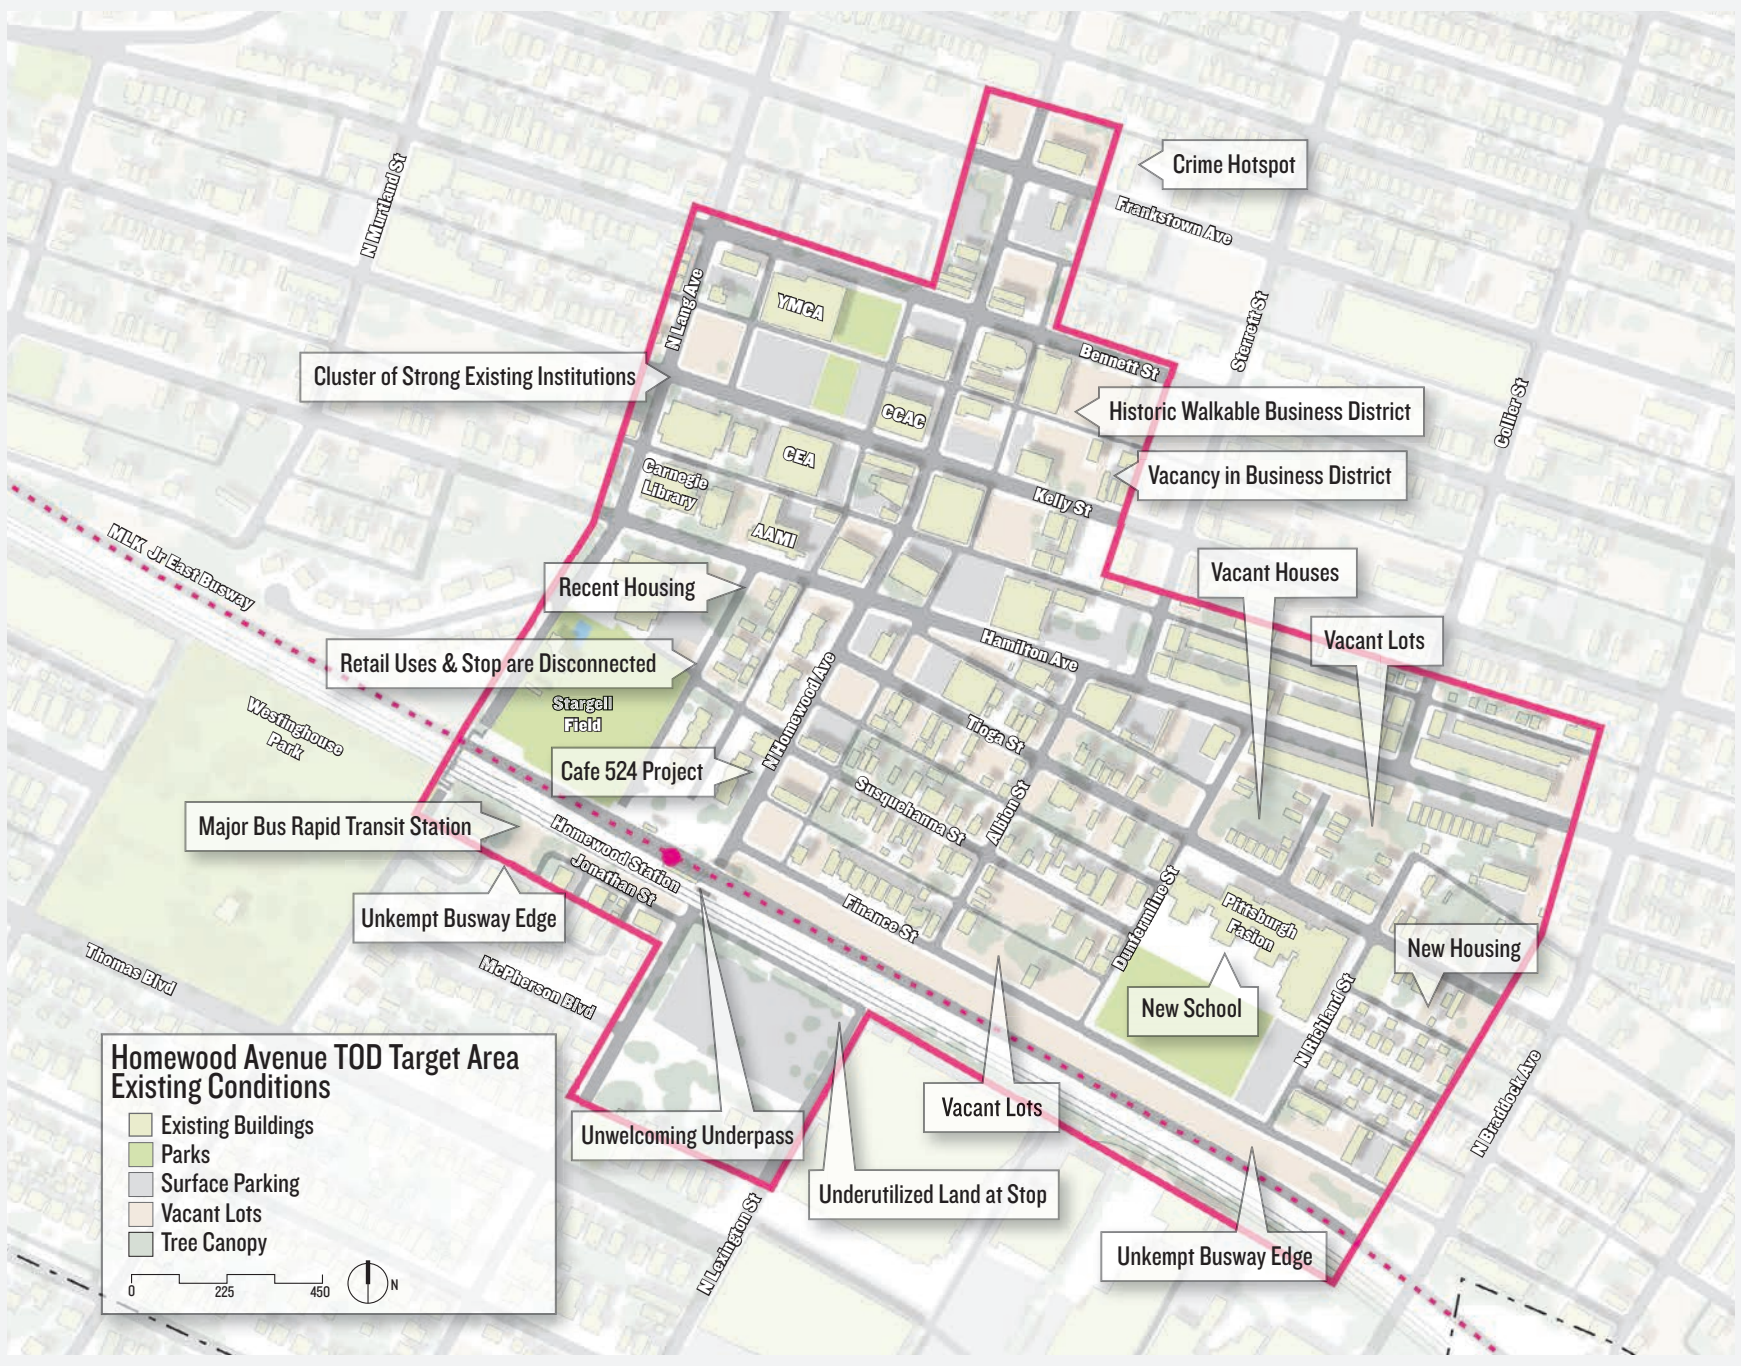 Crime Hotspot
N Murtland St
Frankstown Ave
N Lang Ave
YMCA
Sterrett St
Bennett St
Cluster of Strong Existing Institutions
Collier St
Historic Walkable Business District
CCAC
CEA
Vacancy in Business District
Carnegie
Library
Kelly St
AAMI
MLK Jr East Busway
Recent Housing
Vacant Houses
Vacant Lots
Hamilton Ave
Retail Uses & Stop are Disconnected
Stargell
Field
N Homewood Ave
Westinghouse
Park
Tioga St
Cafe 524 Project
Susquehanna St
Albion St
Major Bus Rapid Transit Station
Homewood Station
Jonathan St
Unkempt Busway Edge
Finance St
Dunfermline St
Pittsburgh
Fasion
New Housing
Thomas Blvd
McPherson Blvd
New School
N Richland St
Vacant Lots
N Braddock Ave
Unwelcoming Underpass
Underutilized Land at Stop
N Lexington St
Unkempt Busway Edge
Homewood Avenue TOD Target Area
Existing Conditions
Existing Buildings
Parks
Surface Parking
Vacant Lots
Tree Canopy
0 225 450 N